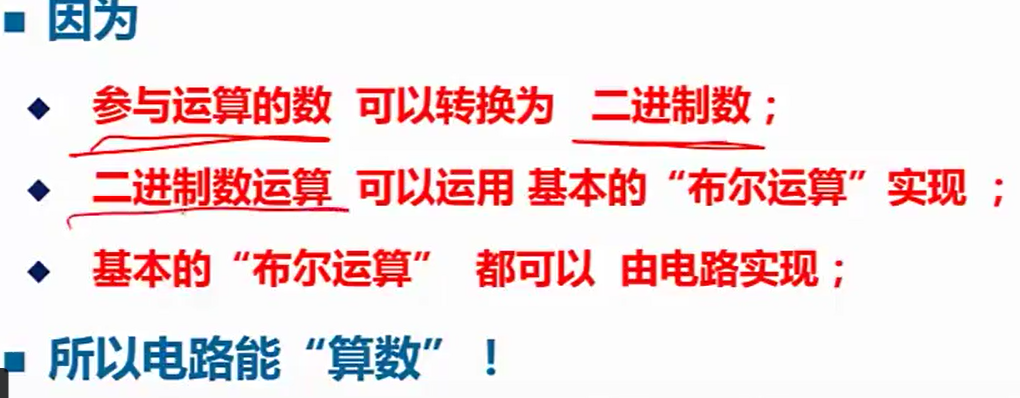 因为
参与运算的数 可以转换为 二进制数；
二进制数运算 可以运用 基本的“布尔运算”实现 ；
基本的“布尔运算” 都可以 由电路实现；
所以电路能“算数”！